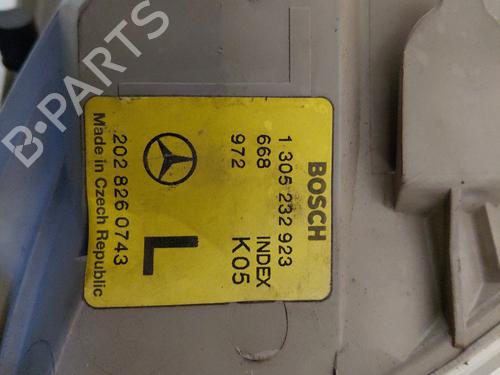 B-PARTS
BOSCH
1 305 232 923
668 INDEX
972 K05
L
202 826 0743
Made in Czech Republic